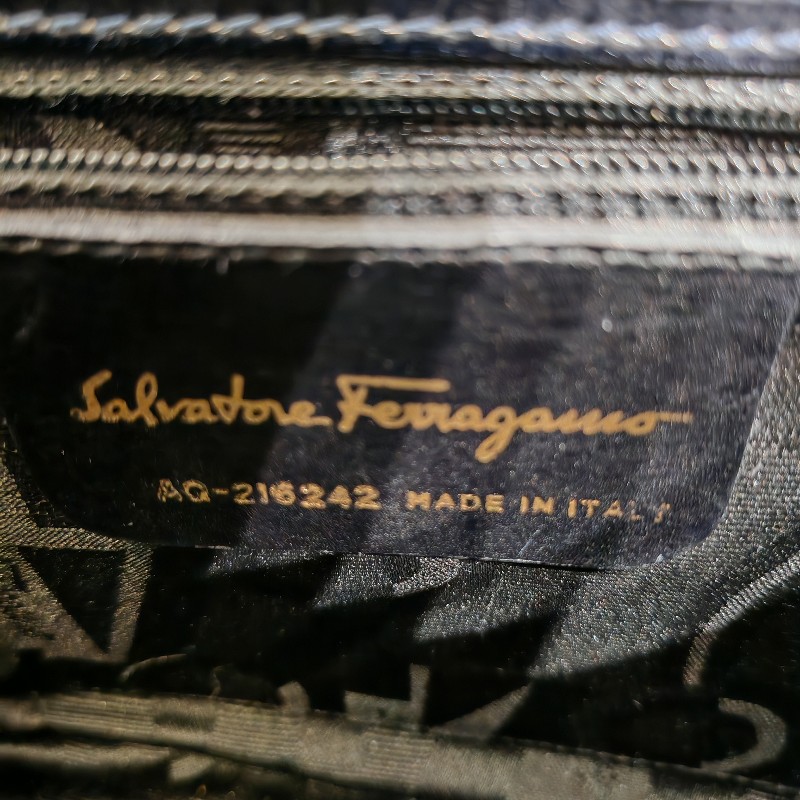 Salvatore Ferragamo
AQ-216242 MADE IN ITALY